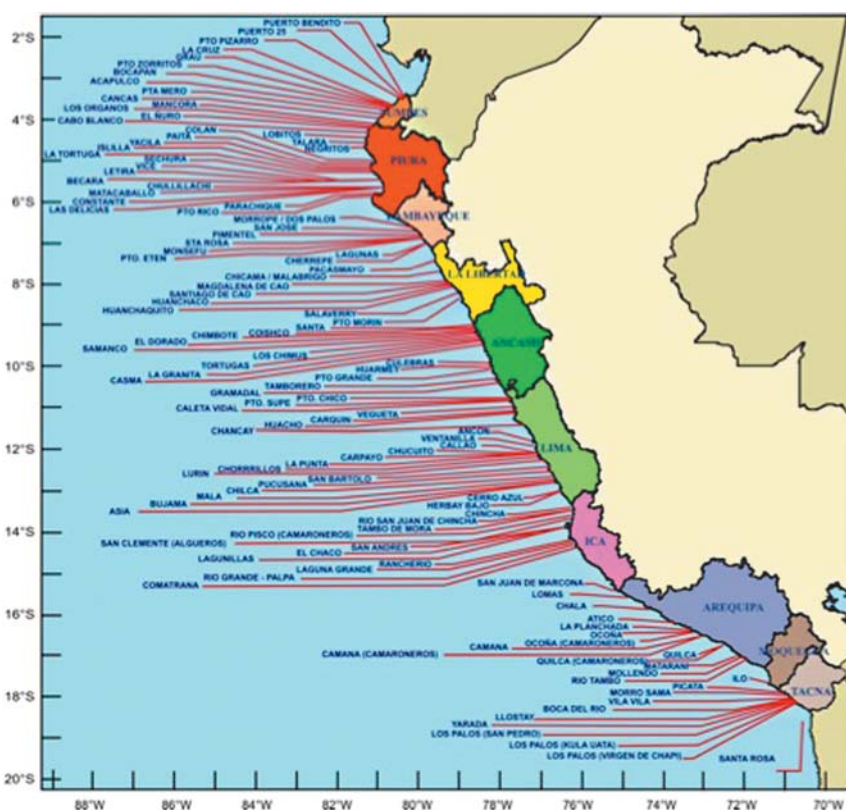 PUERTO BENDITO
PUERTO 25
PTO PIZARRO
LA CRUZ
GRAU
PTO ZORRITOS
BOCAPAN
ACAPULCO
PTA MERO
CANCAS
MANCORA
LOS ORGANOS
EL ÑURO
CABO BLANCO
COLAN
LOBITOS
PAITA
TALARA
YACILA
NEGRITOS
ISLILLA
LA TORTUGA
SECHURA
VICE
LETIRA
BECARA
CHULLILLACHE
MATACABALLO
CONSTANTE
PARACHIQUE
LAS DELICIAS
PTO RICO
MORROPE / DOS PALOS
SAN JOSE
PIMENTEL
STA ROSA
MONSEFU
LAGUNAS
PTO. ETEN
CHERREPE
PACASMAYO
CHICAMA / MALABRIGO
MAGDALENA DE CAO
SANTIAGO DE CAO
HUANCHACO
HUANCHAQUITO
SALAVERRY
PTO MORIN
SANTA
COISHCO
CHIMBOTE
EL DORADO
SAMANCO
LOS CHIMUS
TORTUGAS
CULEBRAS
HUARMEY
LA GRANITA
PTO GRANDE
CASMA
TAMBORERO
GRAMADAL
PTO. CHICO
PTO. SUPE
CALETA VIDAL
VEGUETA
CARQUIN
HUACHO
CHANCAY
ANCON
VENTANILLA
CALLAO
CHUCUITO
CARPAYO
LA PUNTA
CHORRRILLOS
LURIN
SAN BARTOLO
PUCUSANA
CHILCA
MALA
CERRO AZUL
BUJAMA
HERBAY BAJO
ASIA
CHINCHA
RIO SAN JUAN DE CHINCHA
TAMBO DE MORA
RIO PISCO (CAMARONEROS)
SAN CLEMENTE (ALGUEROS)
SAN ANDRES
EL CHACO
LAGUNILLAS
RANCHERIO
LAGUNA GRANDE
RIO GRANDE - PALPA
COMATRANA
SAN JUAN DE MARCONA
LOMAS
CHALA
ATICO
LA PLANCHADA
OCOÑA
OCOÑA (CAMARONEROS)
CAMANA
CAMANA (CAMARONEROS)
QUILCA
QUILCA (CAMARONEROS)
MATARANI
MOLLENDO
RIO TAMBO
ILO
PICATA
MORRO SAMA
VILA VILA
BOCA DEL RIO
LLOSTAY
YARADA
LOS PALOS (SAN PEDRO)
LOS PALOS (KULA UATA)
LOS PALOS (VIRGEN DE CHAPI)
SANTA ROSA
TUMBES
PIURA
LAMBAYEQUE
LA LIBERTAD
ANCASH
LIMA
ICA
AREQUIPA
MOQUEGUA
TACNA
2°S
4°S
6°S
8°S
10°S
12°S
14°S
16°S
18°S
20°S
88°W
86°W
84°W
82°W
80°W
78°W
76°W
74°W
72°W
70°W